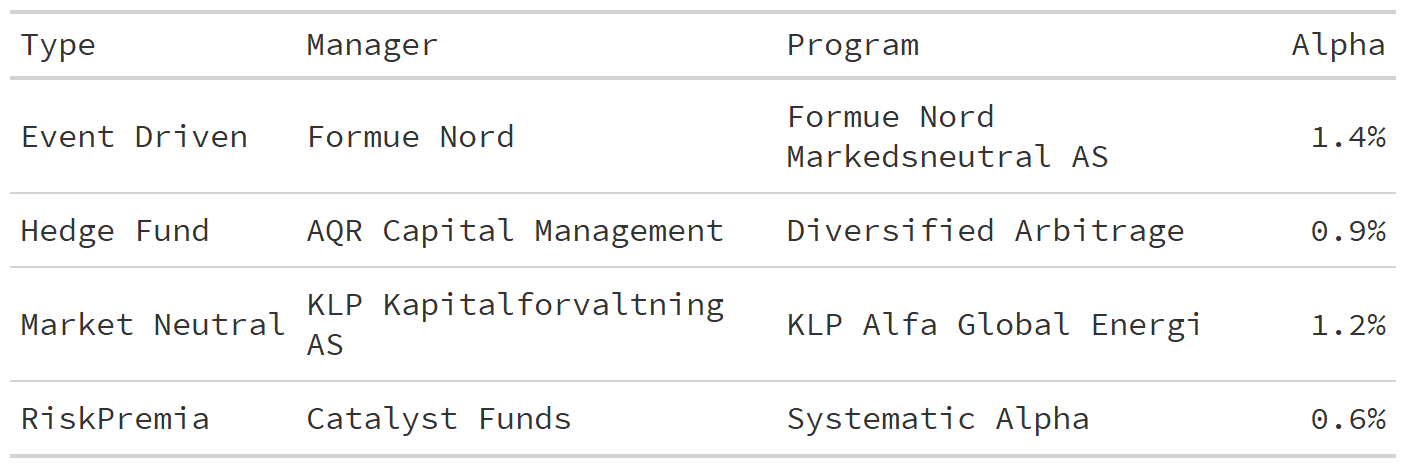 Type Manager Program Alpha
Event Driven Formue Nord Formue Nord
Markedsneutral AS 1.4%
Hedge Fund AQR Capital Management Diversified Arbitrage 0.9%
Market Neutral KLP Kapitalforvaltning
AS KLP Alfa Global Energi 1.2%
RiskPremia Catalyst Funds Systematic Alpha 0.6%